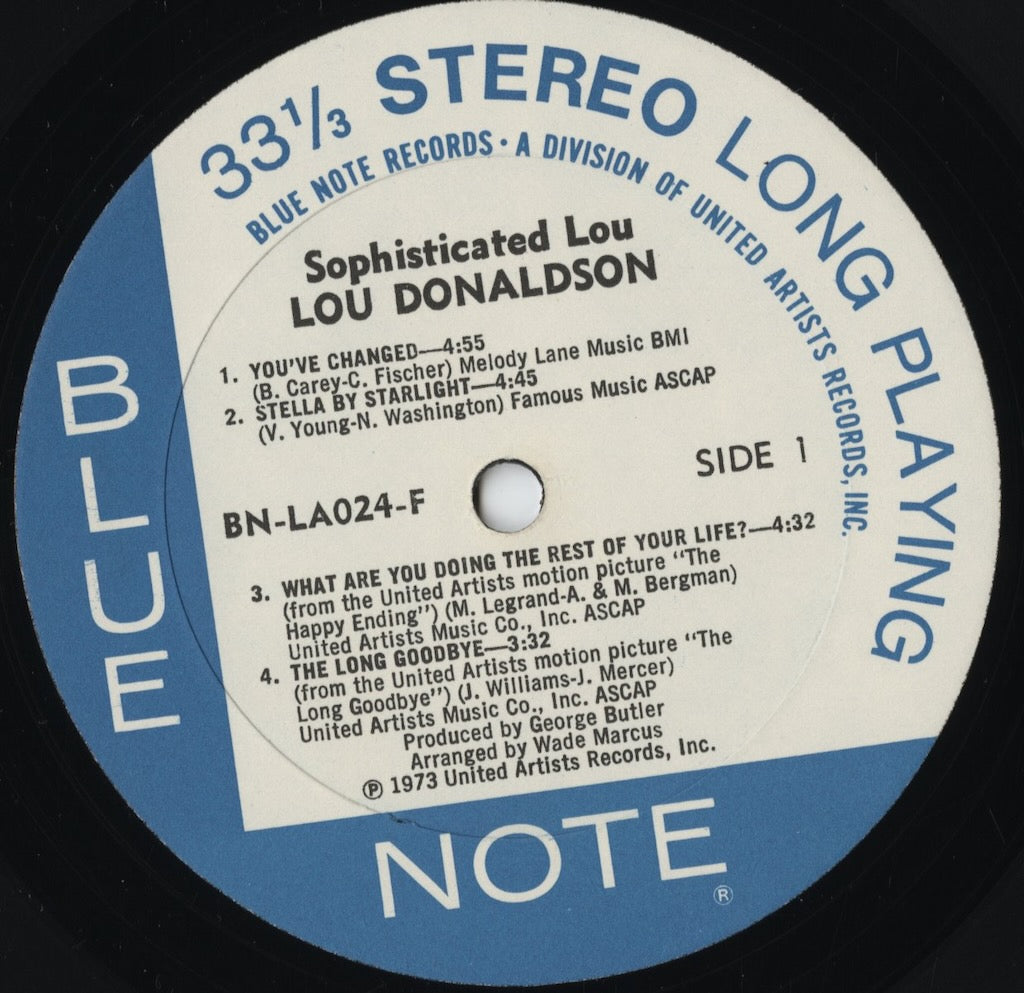 33⅓ STEREO LONG PLAYING
BLUE NOTE RECORDS · A DIVISION OF UNITED ARTISTS RECORDS, INC.
Sophisticated Lou
LOU DONALDSON
1. YOU'VE CHANGED—4:55
(B. Carey-C. Fischer) Melody Lane Music BMI
2. STELLA BY STARLIGHT—4:45
(V. Young-N. Washington) Famous Music ASCAP
SIDE 1
BN-LA024-F
3. WHAT ARE YOU DOING THE REST OF YOUR LIFE?—4:32
(from the United Artists motion picture "The
Happy Ending") (M. Legrand-A. & M. Bergman)
United Artists Music Co., Inc. ASCAP
4. THE LONG GOODBYE—3:32
(from the United Artists motion picture "The
Long Goodbye") (J. Williams-J. Mercer)
United Artists Music Co., Inc. ASCAP
Produced by George Butler
Arranged by Wade Marcus
℗ 1973 United Artists Records, Inc.
BLUE
NOTE®